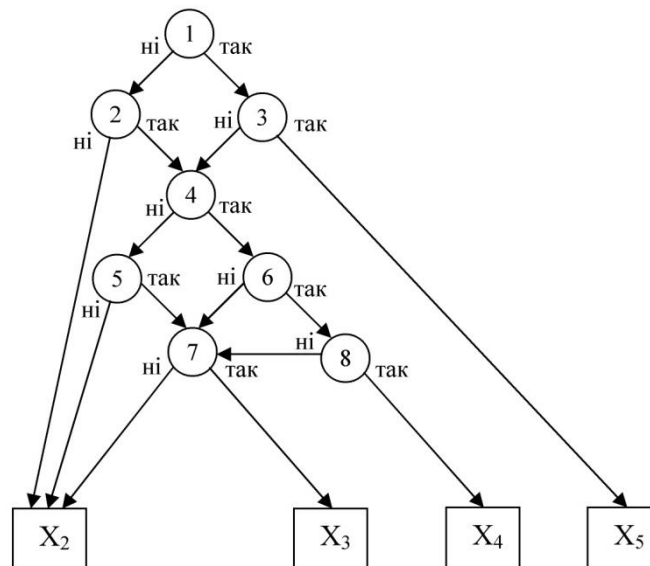 1
ні так
2 3
ні так ні так
4
ні так
5 6
ні так ні так
7 8
ні так ні так
X₂ X₃ X₄ X₅